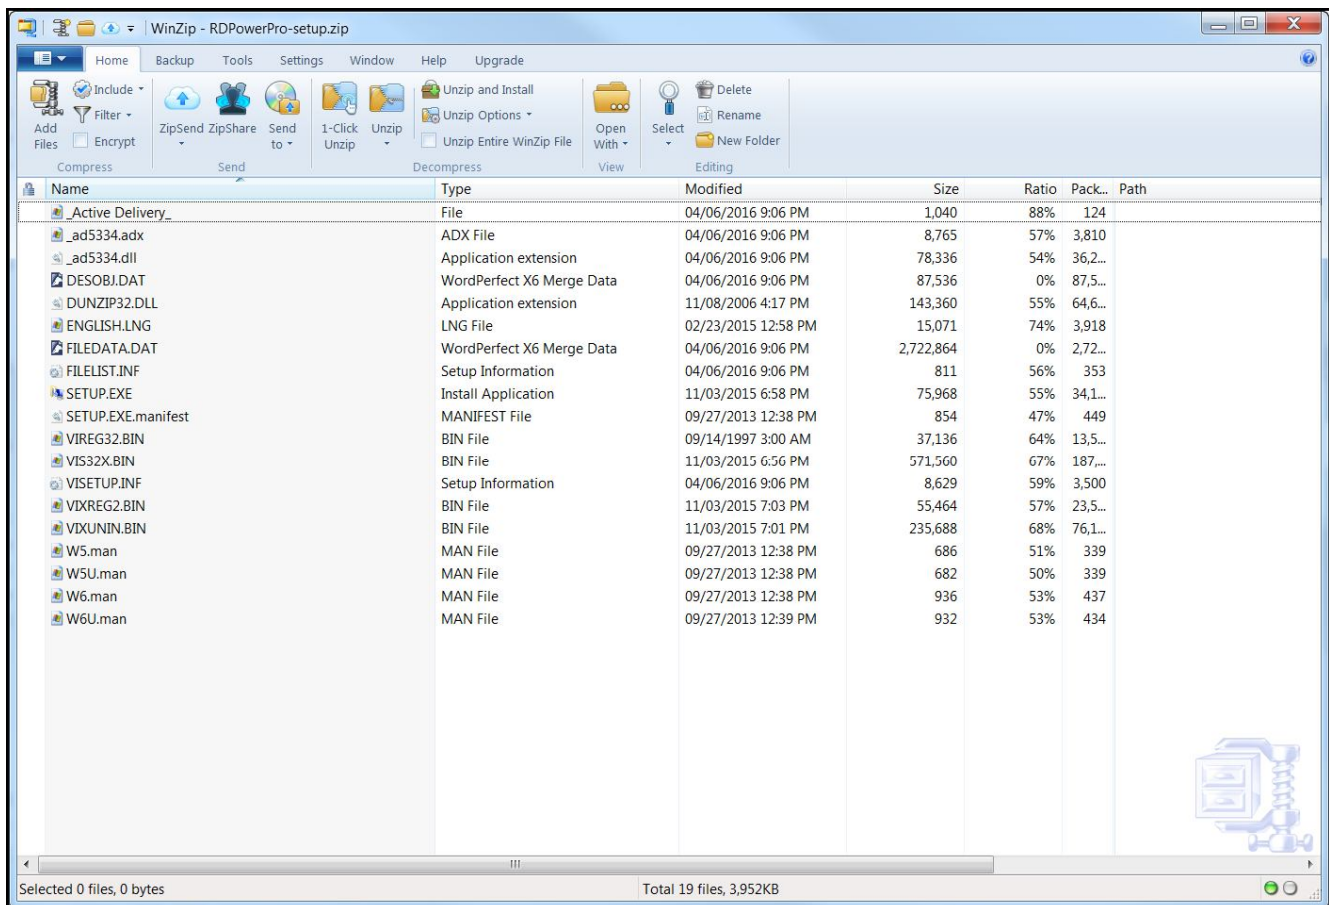 WinZip - RDPowerPro-setup.zip
Home Backup Tools Settings Window Help Upgrade
Include Unzip and Install Delete
Filter Unzip Options Rename
Add Files Encrypt ZipSend ZipShare Send to 1-Click Unzip Unzip Unzip Entire WinZip File Open With Select New Folder
Compress Send Decompress View Editing
Name Type Modified Size Ratio Pack... Path
_Active Delivery_ File 04/06/2016 9:06 PM 1,040 88% 124
_ad5334.adx ADX File 04/06/2016 9:06 PM 8,765 57% 3,810
_ad5334.dll Application extension 04/06/2016 9:06 PM 78,336 54% 36,2...
DESOBJ.DAT WordPerfect X6 Merge Data 04/06/2016 9:06 PM 87,536 0% 87,5...
DUNZIP32.DLL Application extension 11/08/2006 4:17 PM 143,360 55% 64,6...
ENGLISH.LNG LNG File 02/23/2015 12:58 PM 15,071 74% 3,918
FILEDATA.DAT WordPerfect X6 Merge Data 04/06/2016 9:06 PM 2,722,864 0% 2,72...
FILELIST.INF Setup Information 04/06/2016 9:06 PM 811 56% 353
SETUP.EXE Install Application 11/03/2015 6:58 PM 75,968 55% 34,1...
SETUP.EXE.manifest MANIFEST File 09/27/2013 12:38 PM 854 47% 449
VIREG32.BIN BIN File 09/14/1997 3:00 AM 37,136 64% 13,5...
VIS32X.BIN BIN File 11/03/2015 6:56 PM 571,560 67% 187,...
VISETUP.INF Setup Information 04/06/2016 9:06 PM 8,629 59% 3,500
VIXREG2.BIN BIN File 11/03/2015 7:03 PM 55,464 57% 23,5...
VIXUNIN.BIN BIN File 11/03/2015 7:01 PM 235,688 68% 76,1...
W5.man MAN File 09/27/2013 12:38 PM 686 51% 339
W5U.man MAN File 09/27/2013 12:38 PM 682 50% 339
W6.man MAN File 09/27/2013 12:38 PM 936 53% 437
W6U.man MAN File 09/27/2013 12:39 PM 932 53% 434
Selected 0 files, 0 bytes Total 19 files, 3,952KB